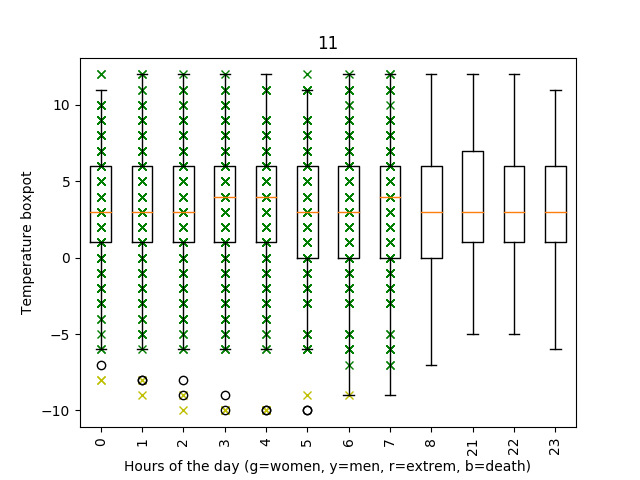 11
Temperature boxpot
10
5
0
−5
−10
0 1 2 3 4 5 6 7 8 21 22 23
Hours of the day (g=women, y=men, r=extrem, b=death)